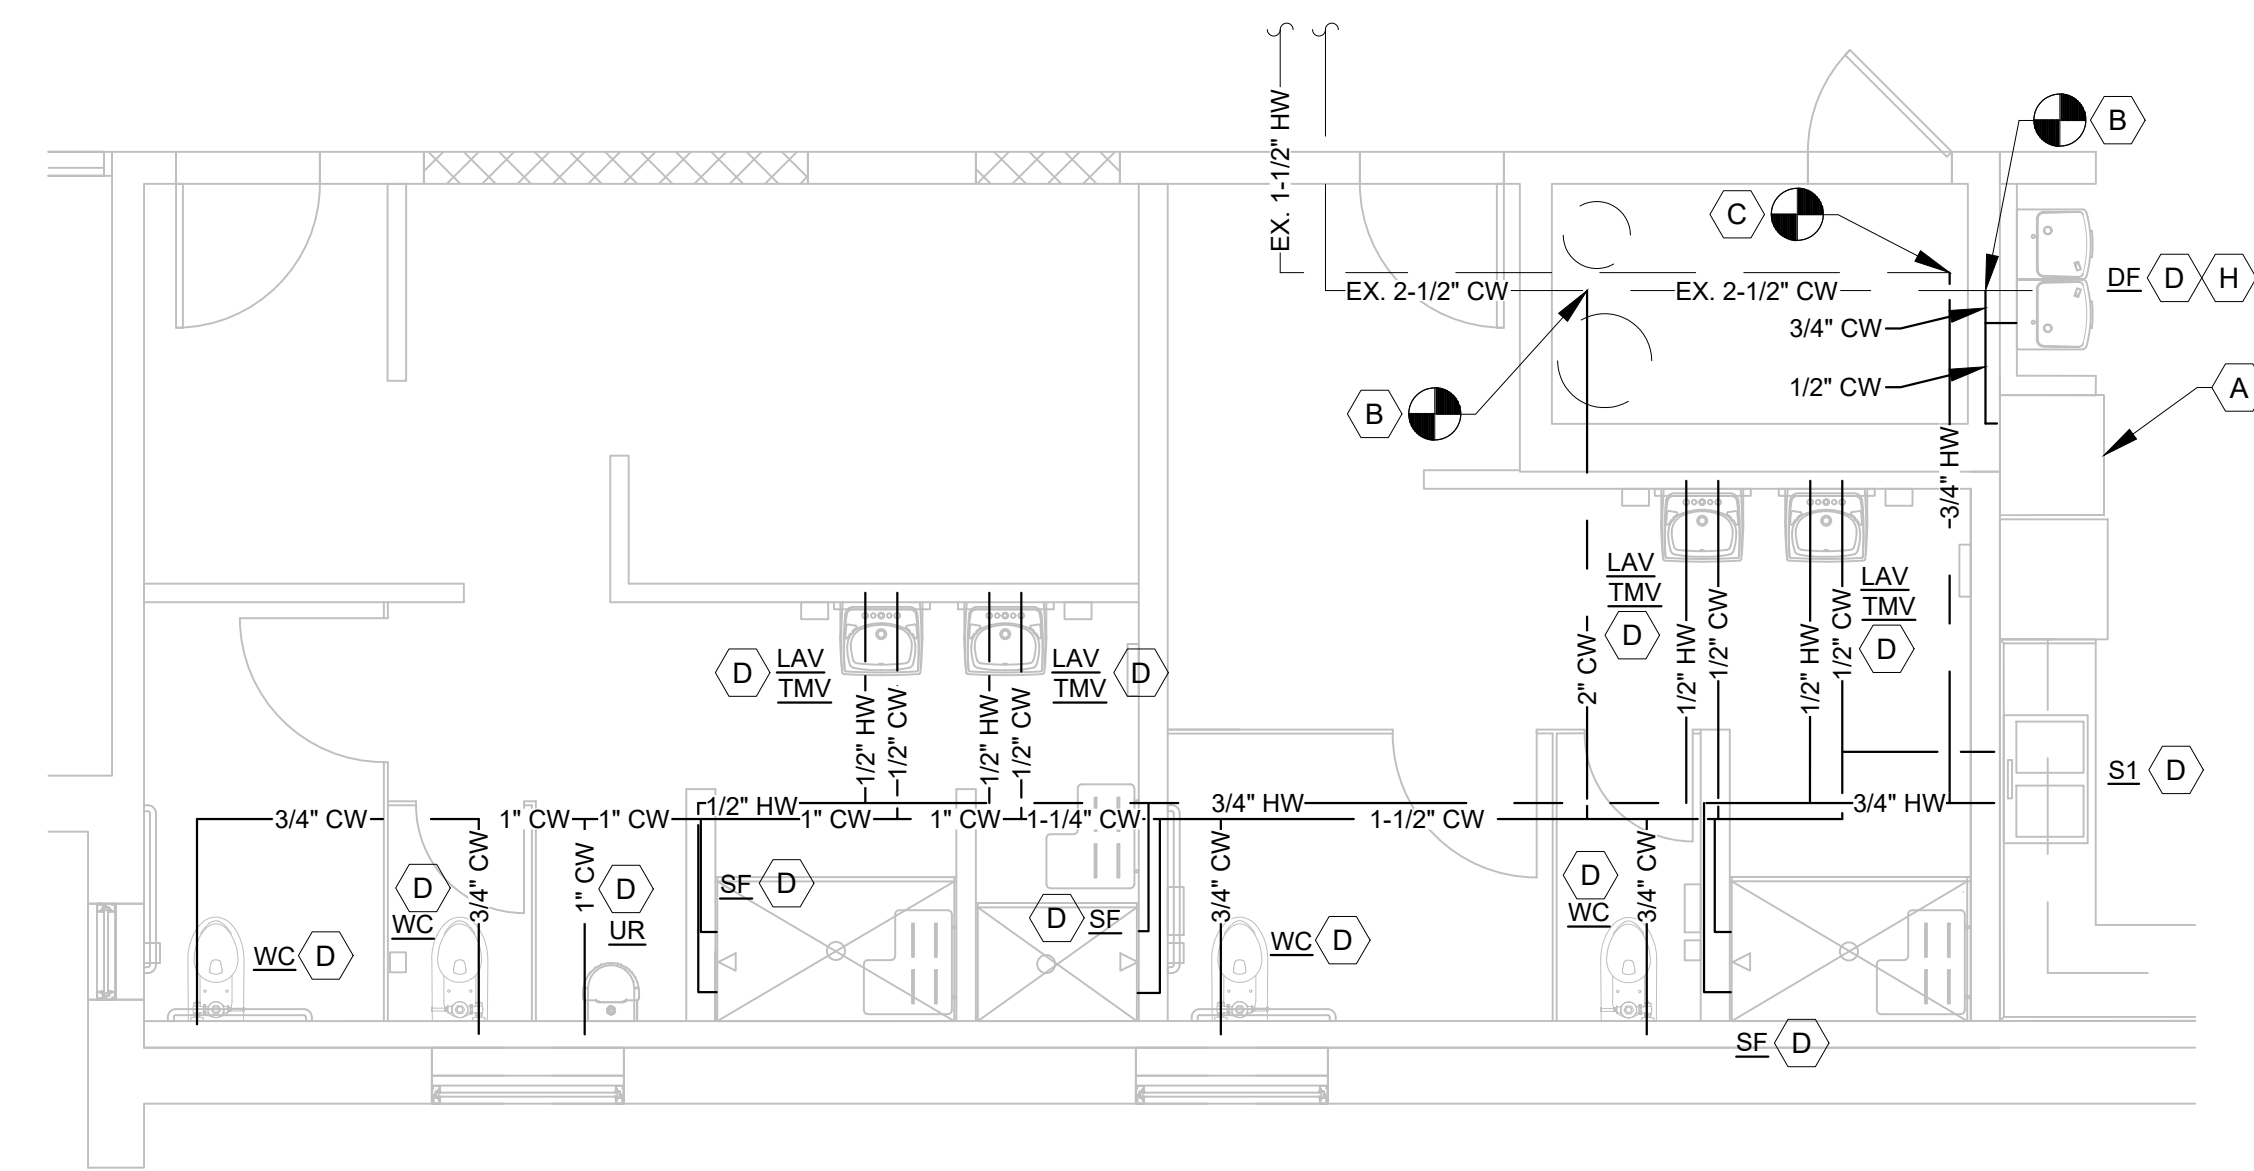 EX. 1-1/2" HW
B
C
EX. 2-1/2" CW
EX. 2-1/2" CW
DF
D
H
3/4" CW
1/2" CW
A
B
3/4" HW
LAV
TMV
D
LAV
TMV
D
D
LAV
TMV
LAV
TMV
D
2" CW
1/2" HW
1/2" CW
1/2" HW
1/2" CW
1/2" HW
1/2" CW
1/2" HW
1/2" CW
S1
D
1/2" HW
3/4" HW
3/4" HW
3/4" CW
1" CW
1" CW
1" CW
1" CW
1-1/4" CW
1-1/2" CW
3/4" CW
1" CW
3/4" CW
3/4" CW
D
WC
D
UR
SF
D
D
SF
D
WC
WC
D
WC
D
SF
D